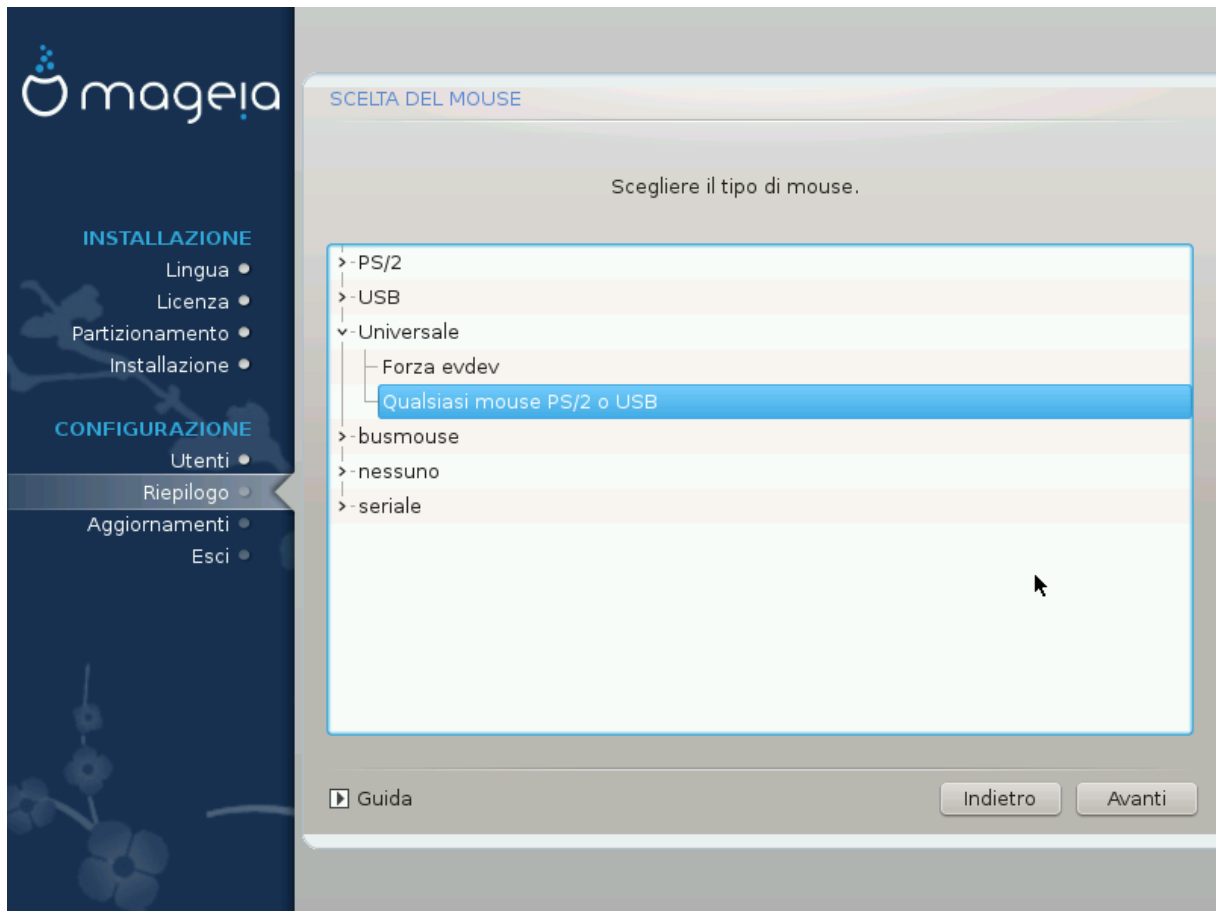 mageia
INSTALLAZIONE
Lingua
Licenza
Partizionamento
Installazione
CONFIGURAZIONE
Utenti
Riepilogo
Aggiornamenti
Esci
SCELTA DEL MOUSE
Scegliere il tipo di mouse.
PS/2
USB
Universale
Forza evdev
Qualsiasi mouse PS/2 o USB
busmouse
nessuno
seriale
Guida
Indietro
Avanti